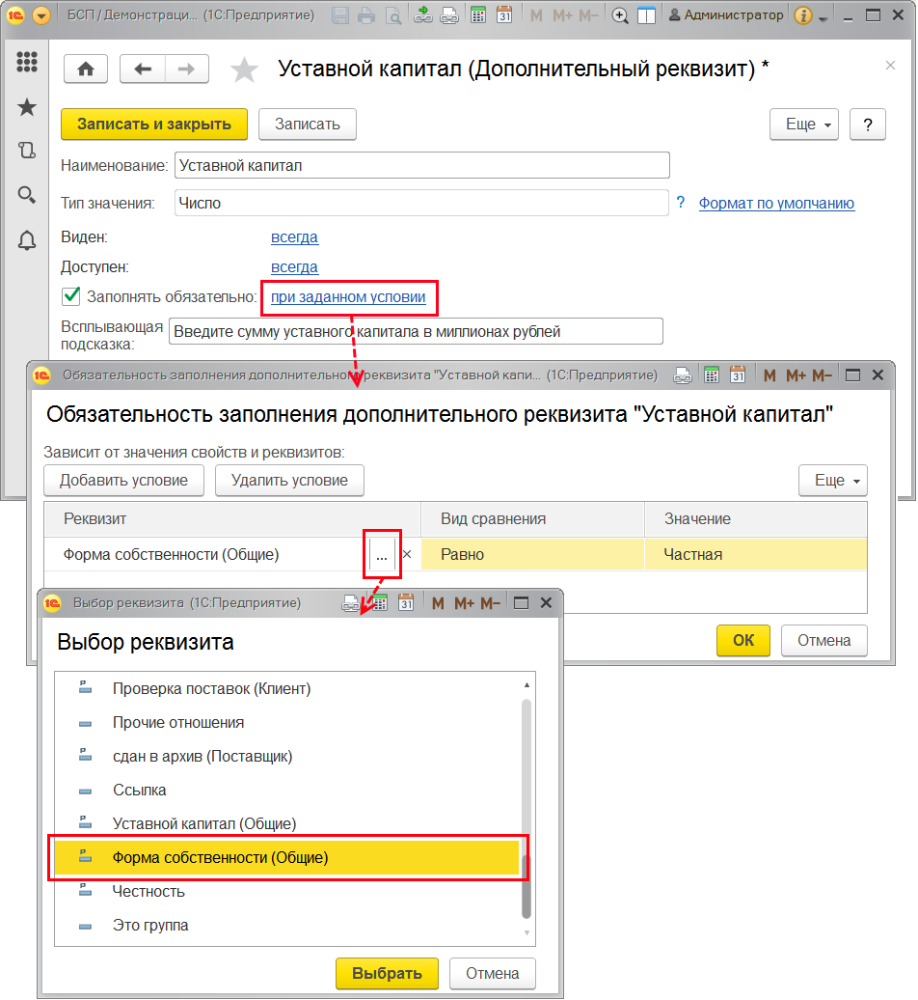 БСП / Демонстраци... (1С:Предприятие) M M+ M− Администратор
Уставной капитал (Дополнительный реквизит) *
Записать и закрыть Записать Еще ?
Наименование: Уставной капитал
Тип значения: Число ? Формат по умолчанию
Виден: всегда
Доступен: всегда
Заполнять обязательно: при заданном условии
Всплывающая
подсказка:
Введите сумму уставного капитала в миллионах рублей
Обязательность заполнения дополнительного реквизита "Уставной капи... (1С:Предприятие) 31 M M+ M−
Обязательность заполнения дополнительного реквизита "Уставной капитал"
Зависит от значения свойств и реквизитов:
Добавить условие Удалить условие Еще
Реквизит Вид сравнения Значение
Форма собственности (Общие) ... × Равно Частная
ОК Отмена
Выбор реквизита (1С:Предприятие) 31 M M+ M−
Выбор реквизита
Проверка поставок (Клиент)
Прочие отношения
сдан в архив (Поставщик)
Ссылка
Уставной капитал (Общие)
Форма собственности (Общие)
Честность
Это группа
Выбрать Отмена